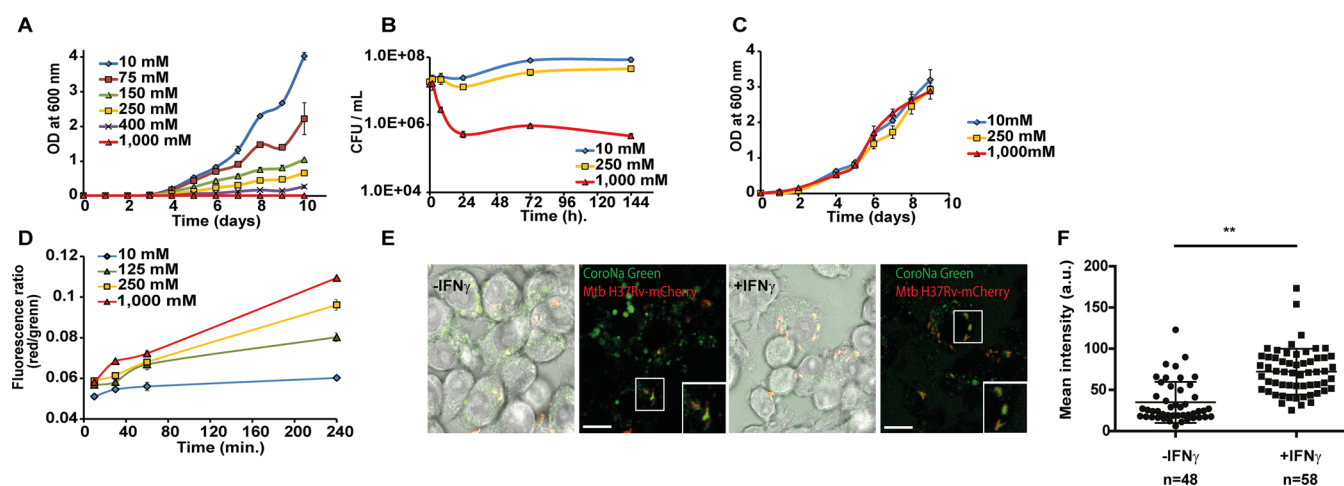 A
OD at 600 nm
4
3
2
1
0
10 mM
75 mM
150 mM
250 mM
400 mM
1,000 mM
0 2 4 6 8 10
Time (days)
B
CFU / mL
1.0E+08
1.0E+06
1.0E+04
10 mM
250 mM
1,000 mM
0 24 48 72 96 120 144
Time (h).
C
OD at 600 nm
4
3
2
1
0
10mM
250 mM
1,000mM
0 2 4 6 8 10
Time (days)
D
Fluorescence ratio
(red/grenn)
0.12
0.1
0.08
0.06
0.04
10 mM
125 mM
250 mM
1,000 mM
0 40 80 120 160 200 240
Time (min.)
E
-IFNγ
CoroNa Green
Mtb H37Rv-mCherry
+IFNγ
CoroNa Green
Mtb H37Rv-mCherry
F
**
Mean intensity (a.u.)
200
150
100
50
0
-IFNγ +IFNγ
n=48 n=58